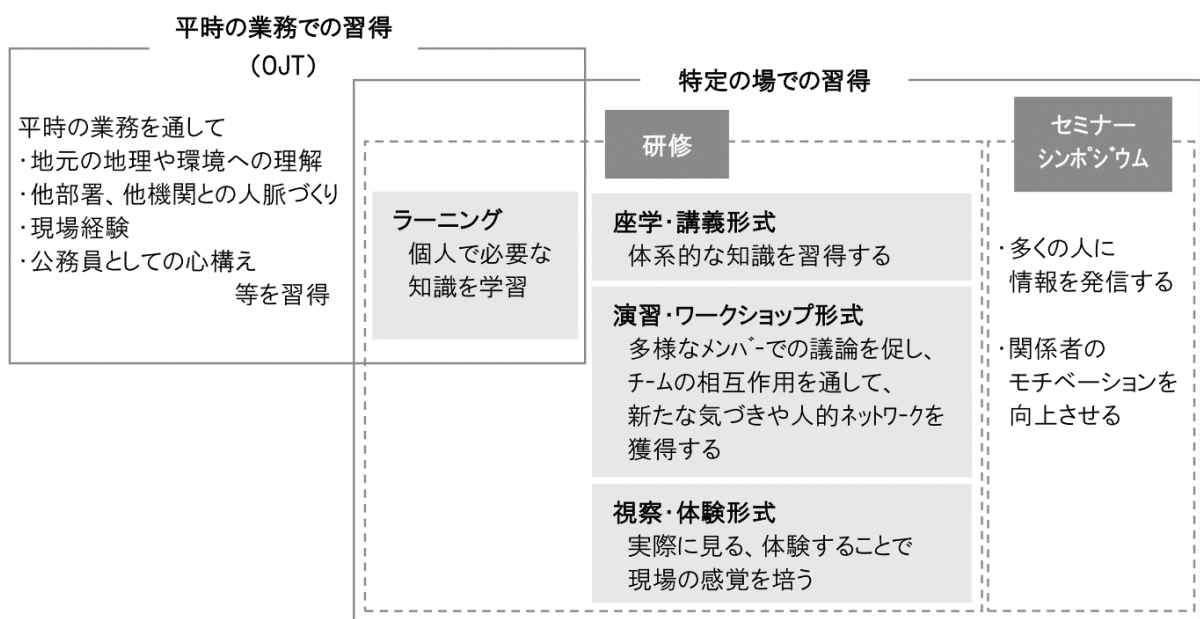 平時の業務での習得
（OJT）
平時の業務を通して
・地元の地理や環境への理解
・他部署、他機関との人脈づくり
・現場経験
・公務員としての心構え
等を習得
特定の場での習得
研修
ラーニング
個人で必要な
知識を学習
座学・講義形式
体系的な知識を習得する
演習・ワークショップ形式
多様なﾒﾝﾊﾞｰでの議論を促し、
ﾁｰﾑの相互作用を通して、
新たな気づきや人的ﾈｯﾄﾜｰｸを
獲得する
視察・体験形式
実際に見る、体験することで
現場の感覚を培う
セミナー
ｼﾝﾎﾟｼﾞｳﾑ
・多くの人に
情報を発信する
・関係者の
モチベーションを
向上させる